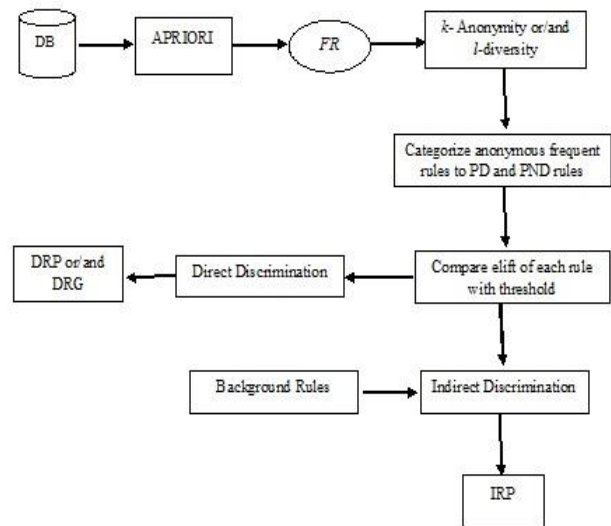 DB
APRIORI
FR
k- Anonymity or/and
l-diversity
Categorize anonymous frequent
rules to PD and PND rules
DRP or/and
DRG
Direct Discrimination
Compare elift of each rule
with threshold
Background Rules
Indirect Discrimination
IRP